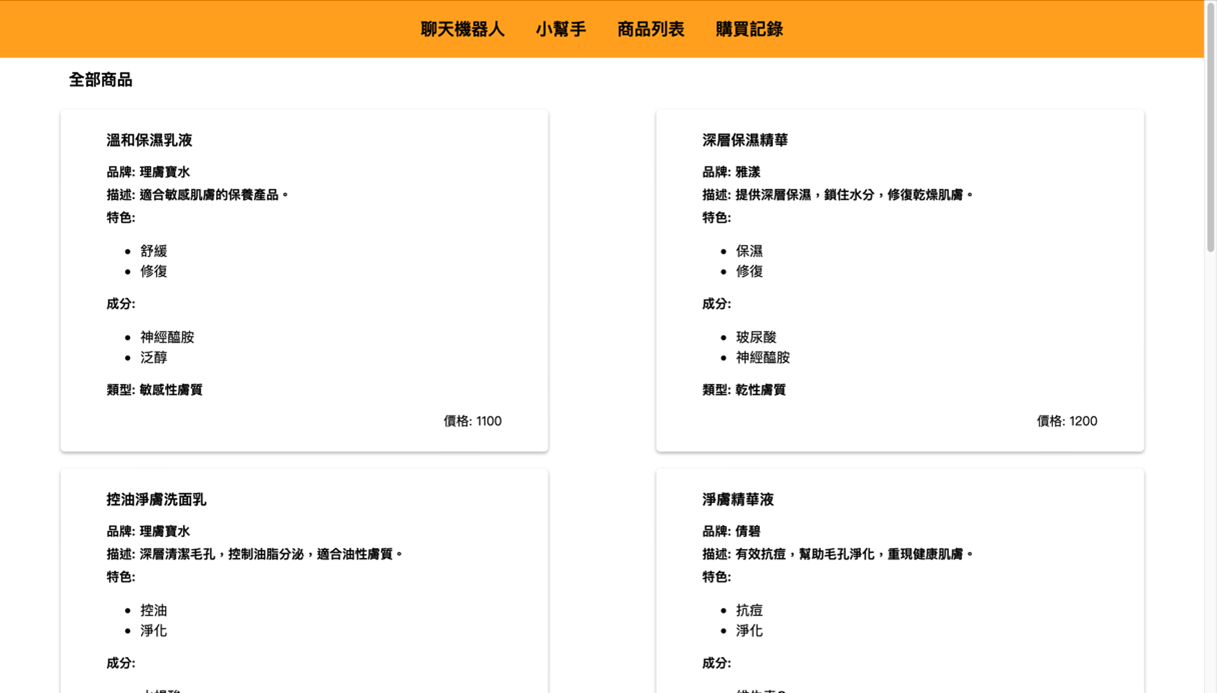 聊天機器人 小幫手 商品列表 購買記錄
全部商品
溫和保濕乳液
品牌: 理膚寶水
描述: 適合敏感肌膚的保養產品。
特色:
舒緩
修復
成分:
神經醯胺
泛醇
類型: 敏感性膚質
價格: 1100
深層保濕精華
品牌: 雅漾
描述: 提供深層保濕，鎖住水分，修復乾燥肌膚。
特色:
保濕
修復
成分:
玻尿酸
神經醯胺
類型: 乾性膚質
價格: 1200
控油淨膚洗面乳
品牌: 理膚寶水
描述: 深層清潔毛孔，控制油脂分泌，適合油性膚質。
特色:
控油
淨化
成分:
淨膚精華液
品牌: 倩碧
描述: 有效抗痘，幫助毛孔淨化，重現健康肌膚。
特色:
抗痘
淨化
成分: